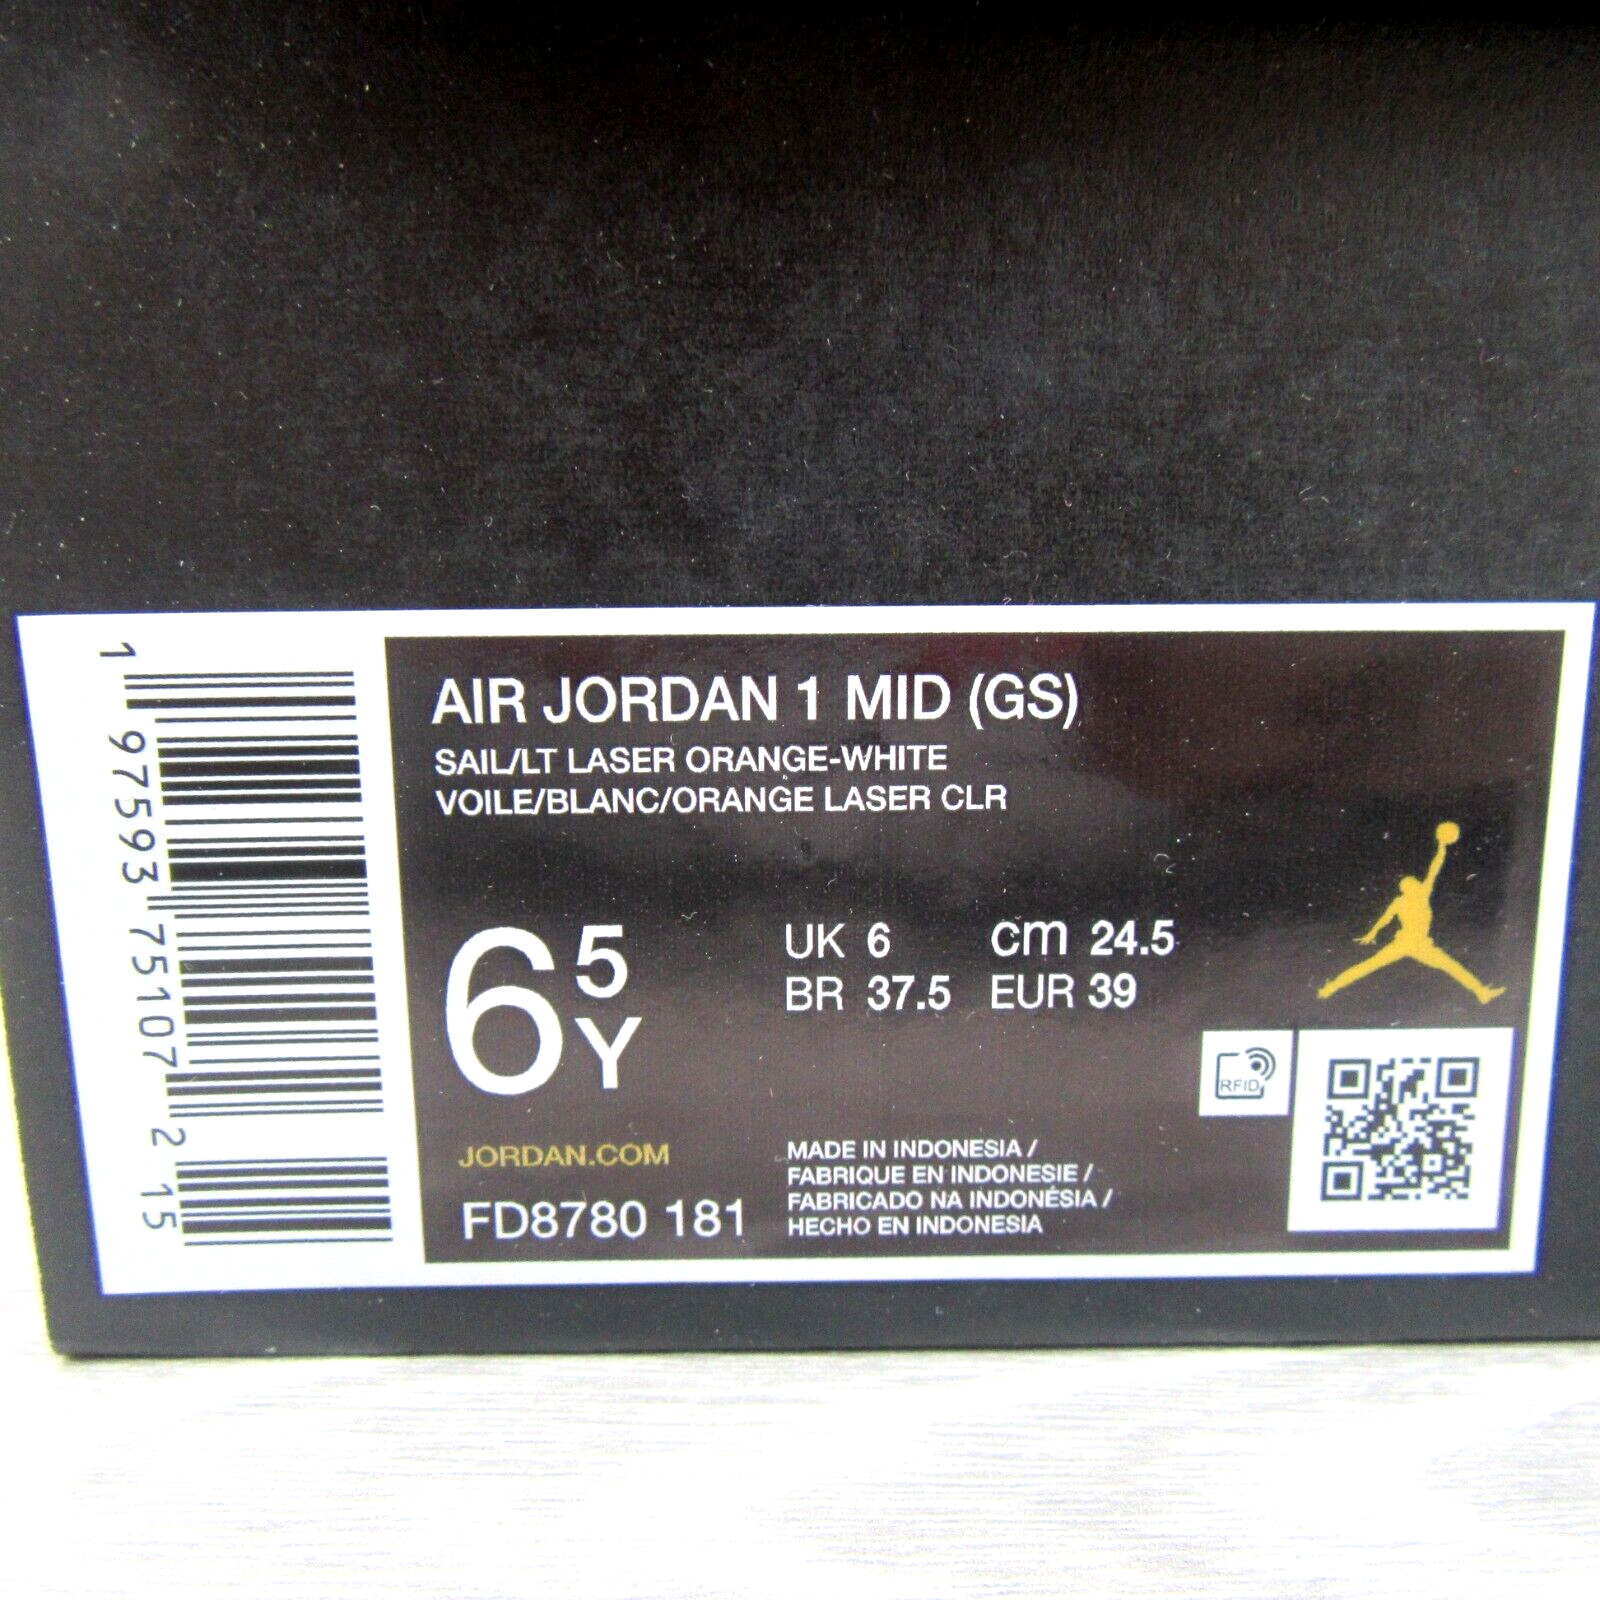 AIR JORDAN 1 MID (GS)
SAIL/LT LASER ORANGE-WHITE
VOILE/BLANC/ORANGE LASER CLR
6 5 Y
UK 6 cm 24.5
BR 37.5 EUR 39
RFID
JORDAN.COM
FD8780 181
MADE IN INDONESIA /
FABRIQUE EN INDONESIE /
FABRICADO NA INDONÉSIA /
HECHO EN INDONESIA
1 97593 75107 2 15